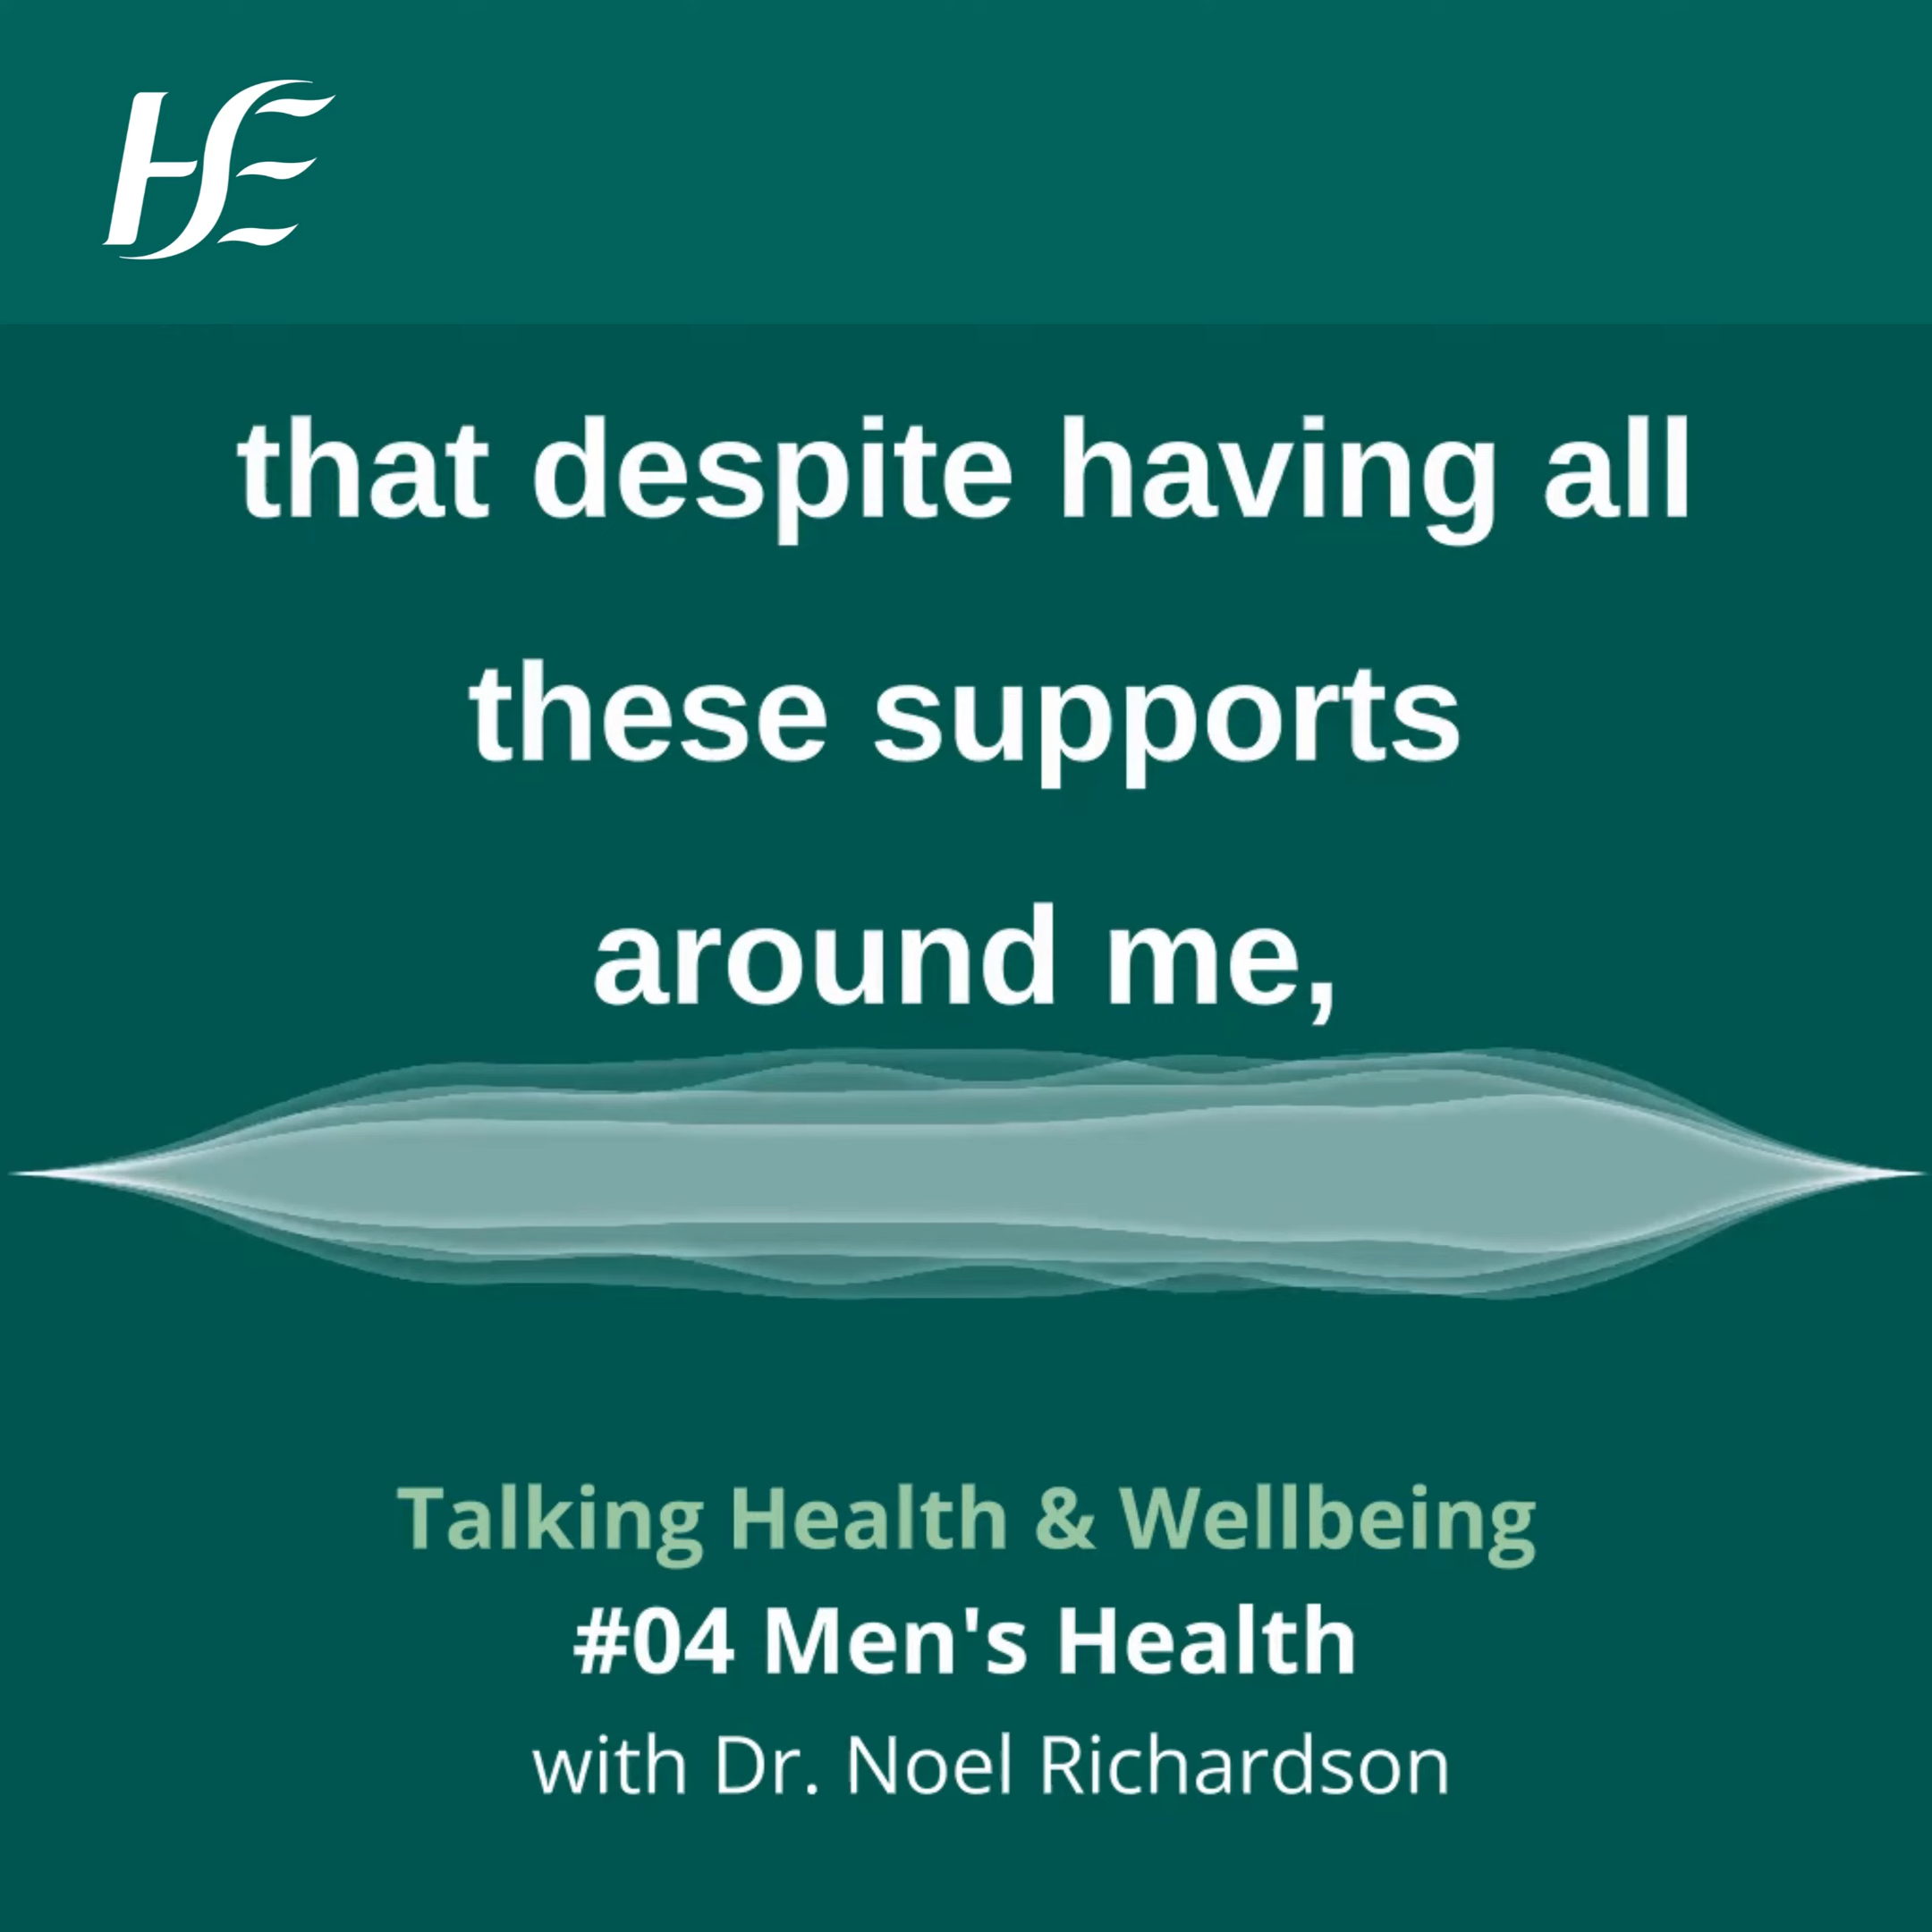 HSE
that despite having all
these supports
around me,
Talking Health & Wellbeing
#04 Men's Health
with Dr. Noel Richardson